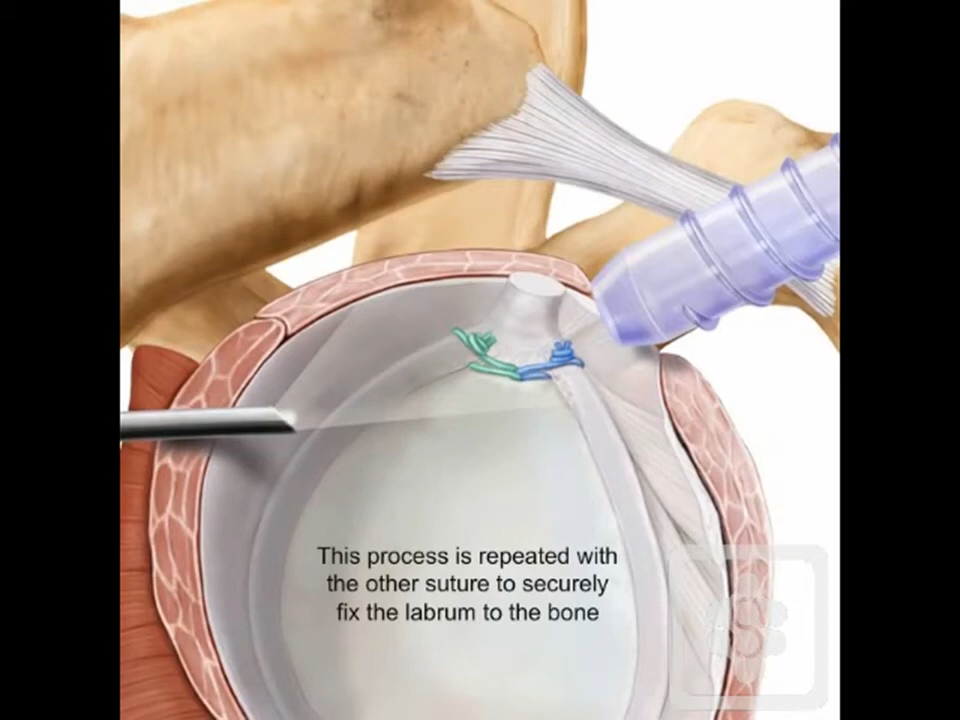 This process is repeated with
the other suture to securely
fix the labrum to the bone